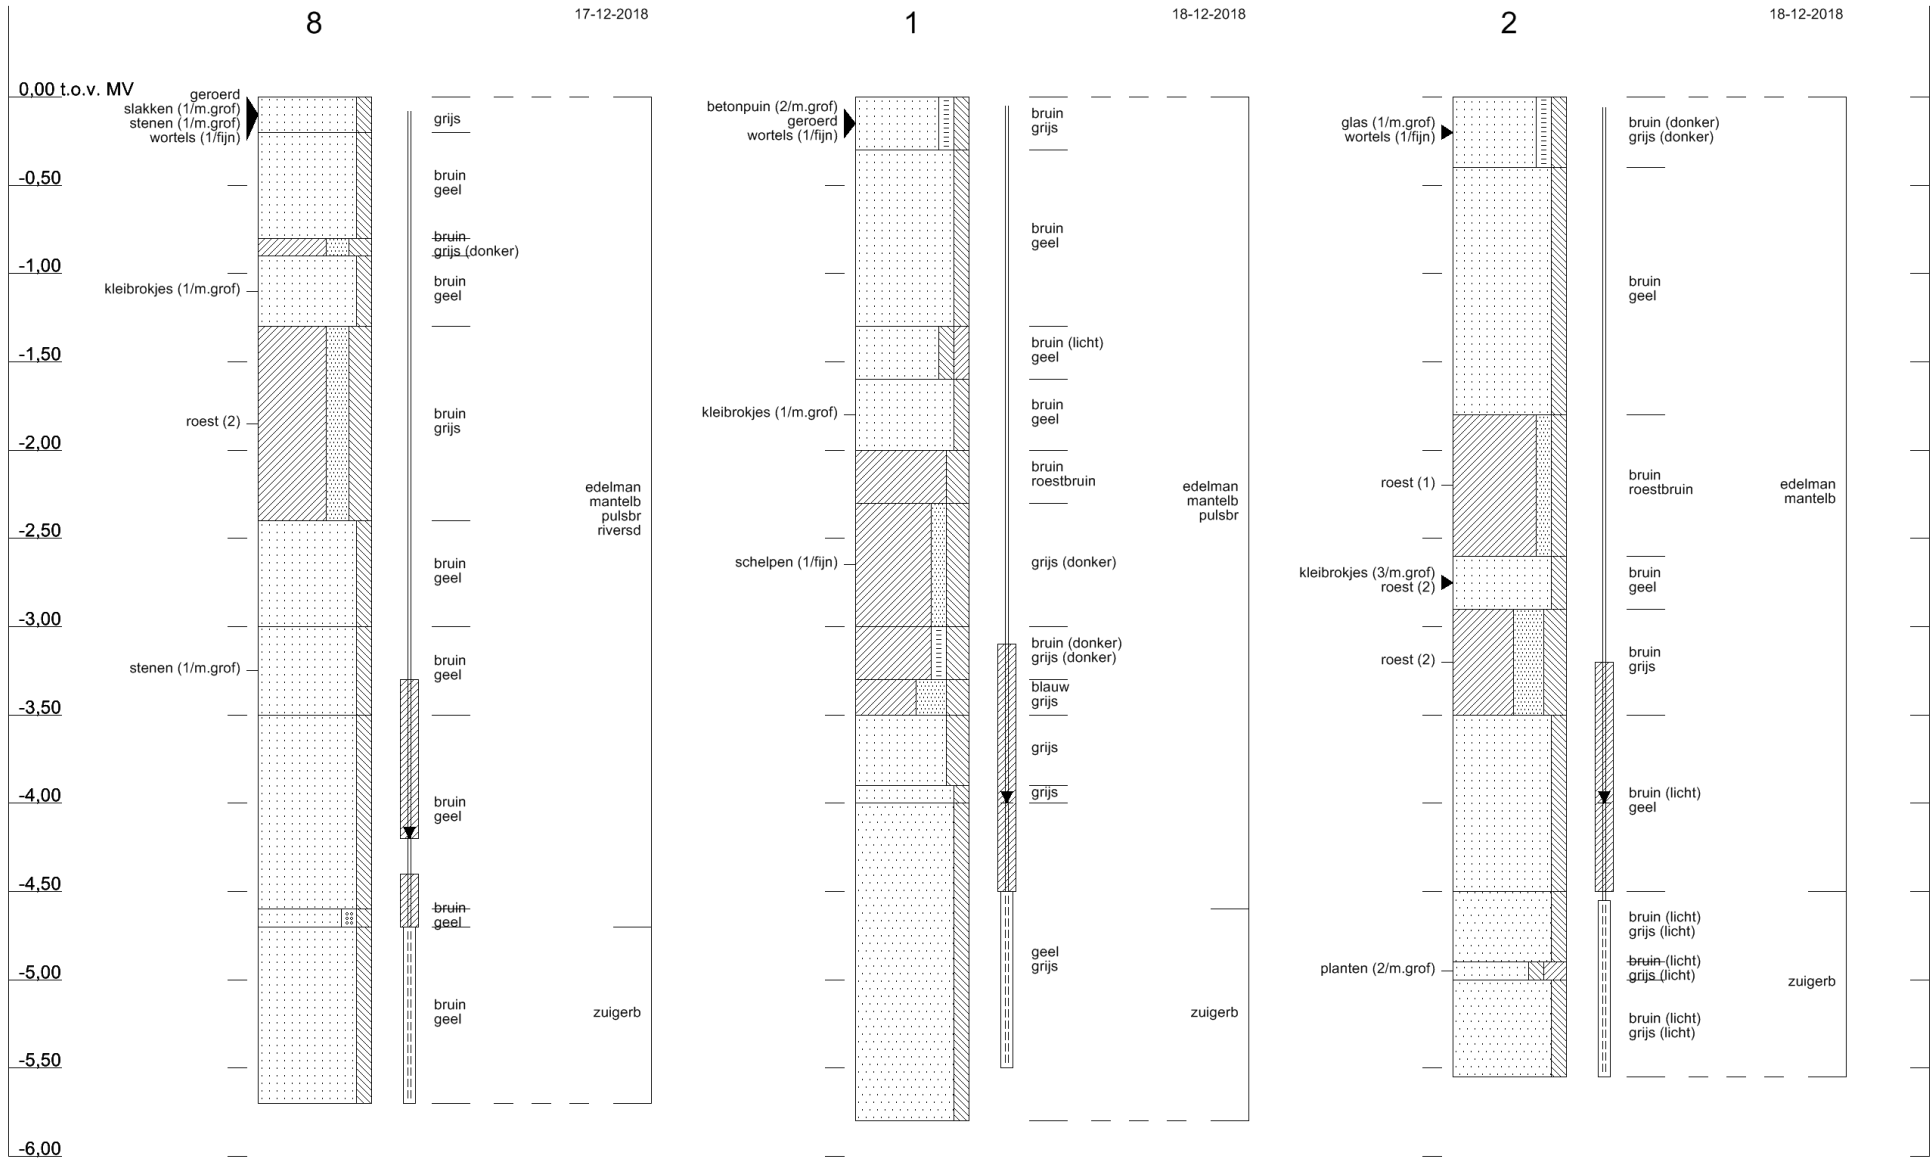 8
17-12-2018
1
18-12-2018
2
18-12-2018
0,00 t.o.v. MV
-0,50
-1,00
-1,50
-2,00
-2,50
-3,00
-3,50
-4,00
-4,50
-5,00
-5,50
-6,00
geroerd
slakken (1/m.grof)
stenen (1/m.grof)
wortels (1/fijn)
kleibrokjes (1/m.grof)
roest (2)
stenen (1/m.grof)
grijs
bruin
geel
bruin
grijs (donker)
bruin
geel
bruin
grijs
bruin
geel
bruin
geel
bruin
geel
bruin
geel
bruin
geel
edelman
mantelb
pulsbr
riversd
zuigerb
betonpuin (2/m.grof)
geroerd
wortels (1/fijn)
kleibrokjes (1/m.grof)
schelpen (1/fijn)
bruin
grijs
bruin
geel
bruin (licht)
geel
bruin
geel
bruin
roestbruin
grijs (donker)
bruin (donker)
grijs (donker)
blauw
grijs
grijs
grijs
geel
grijs
edelman
mantelb
pulsbr
zuigerb
glas (1/m.grof)
wortels (1/fijn)
roest (1)
kleibrokjes (3/m.grof)
roest (2)
roest (2)
planten (2/m.grof)
bruin (donker)
grijs (donker)
bruin
geel
bruin
roestbruin
bruin
geel
bruin
grijs
bruin (licht)
geel
bruin (licht)
grijs (licht)
bruin (licht)
grijs (licht)
bruin (licht)
grijs (licht)
edelman
mantelb
zuigerb